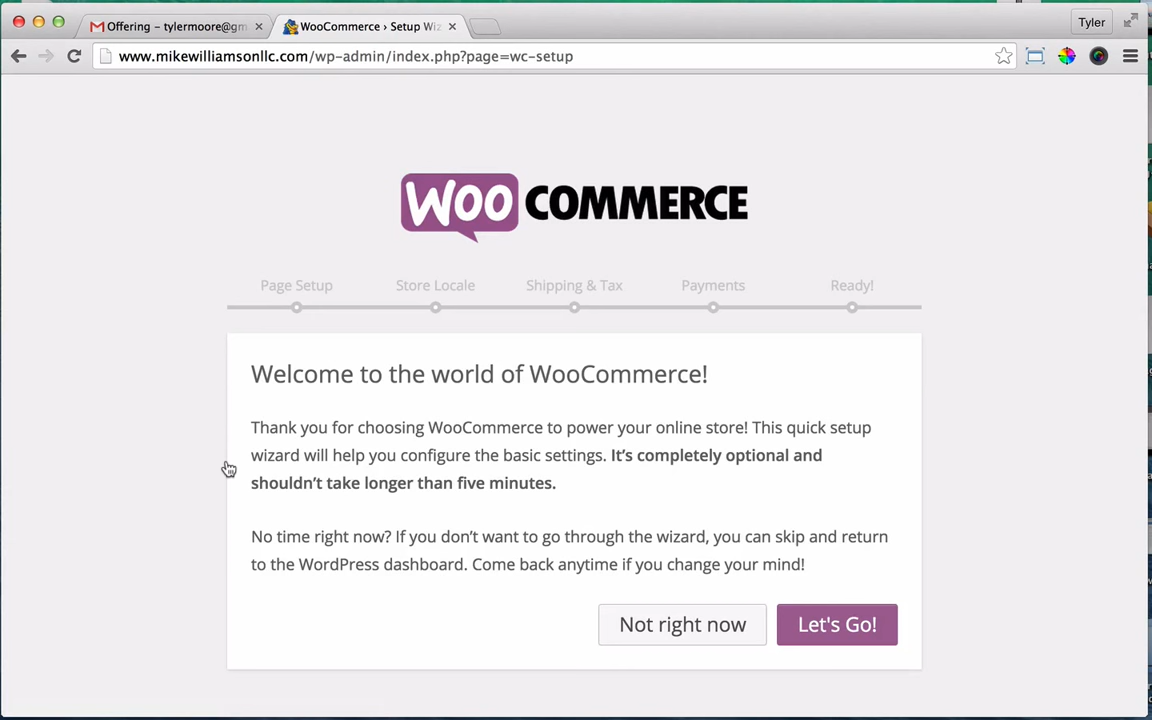 Offering - tylermoore@gm
WooCommerce › Setup Wiz
Tyler
www.mikewilliamsonllc.com/wp-admin/index.php?page=wc-setup
WOOCOMMERCE
Page Setup
Store Locale
Shipping & Tax
Payments
Ready!
Welcome to the world of WooCommerce!
Thank you for choosing WooCommerce to power your online store! This quick setup
wizard will help you configure the basic settings. It’s completely optional and
shouldn’t take longer than five minutes.
No time right now? If you don’t want to go through the wizard, you can skip and return
to the WordPress dashboard. Come back anytime if you change your mind!
Not right now
Let's Go!